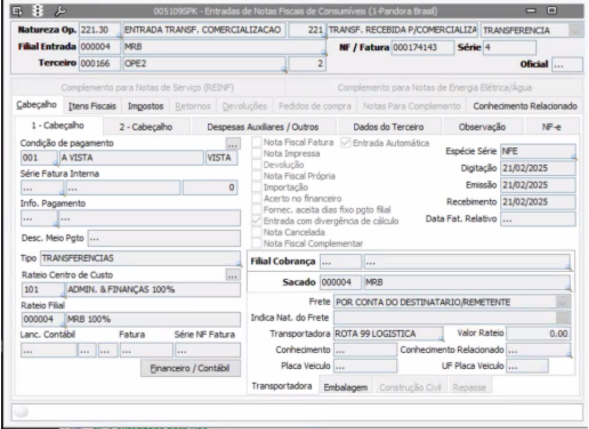 005109SPK - Entradas de Notas Fiscais de Consumíveis (1-Pandora Brasil)
Natureza Op. 221.30 ENTRADA TRANSF. COMERCIALIZACAO 221 TRANSF. RECEBIDA P/COMERCIALIZA TRANSFERENCIA
Filial Entrada 000004 MRB NF / Fatura 000174143 Série 4
Terceiro 000166 OPE2 2 Oficial ...
Complemento para Notas de Serviço (REINF) Complemento para Notas de Energia Elétrica/Água
Cabeçalho Itens Fiscais Impostos Retornos Devoluções Pedidos de compra Notas Para Complemento Conhecimento Relacionado
1 - Cabeçalho 2 - Cabeçalho Despesas Auxiliares / Outros Dados do Terceiro Observação NF-e
Condição de pagamento ...
001 A VISTA VISTA
Série Fatura Interna
... ... 0
Info. Pagamento
... ...
Desc. Meio Pgto ...
Tipo TRANSFERENCIAS
Rateio Centro de Custo ...
101 ADMIN. & FINANÇAS 100%
Rateio Filial
000004 MRB 100%
Lanc. Contábil Fatura Série NF Fatura
... ... ... ... ...
Financeiro / Contábil
Nota Fiscal Fatura Entrada Automática
Nota Impressa
Devolução
Nota Fiscal Própria
Importação
Acerto no financeiro
Fornec. aceita dias fixo pgto filial
Entrada com divergência de cálculo
Nota Cancelada
Nota Fiscal Complementar
Espécie Série NFE
Digitação 21/02/2025
Emissão 21/02/2025
Recebimento 21/02/2025
Data Fat. Relativo ...
Filial Cobrança ... ...
Sacado 000004 MRB
Frete POR CONTA DO DESTINATARIO/REMETENTE
Indica Nat. do Frete
Transportadora ROTA 99 LOGISTICA Valor Rateio 0.00
Conhecimento ... Conhecimento Relacionado ...
Placa Veiculo ... UF Placa Veiculo ...
Transportadora Embalagem Construção Civil Repasse